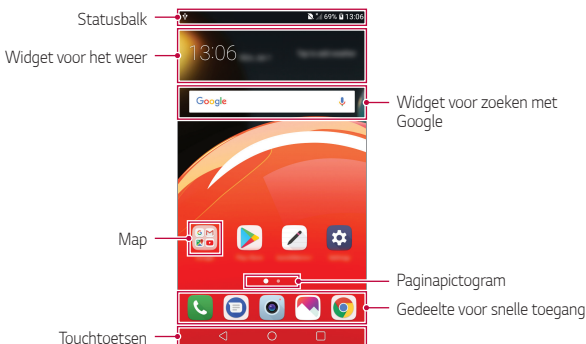 Statusbalk
69% 13:06
Widget voor het weer
13:06
Google
Widget voor zoeken met
Google
Map
Paginapictogram
Gedeelte voor snelle toegang
Touchtoetsen